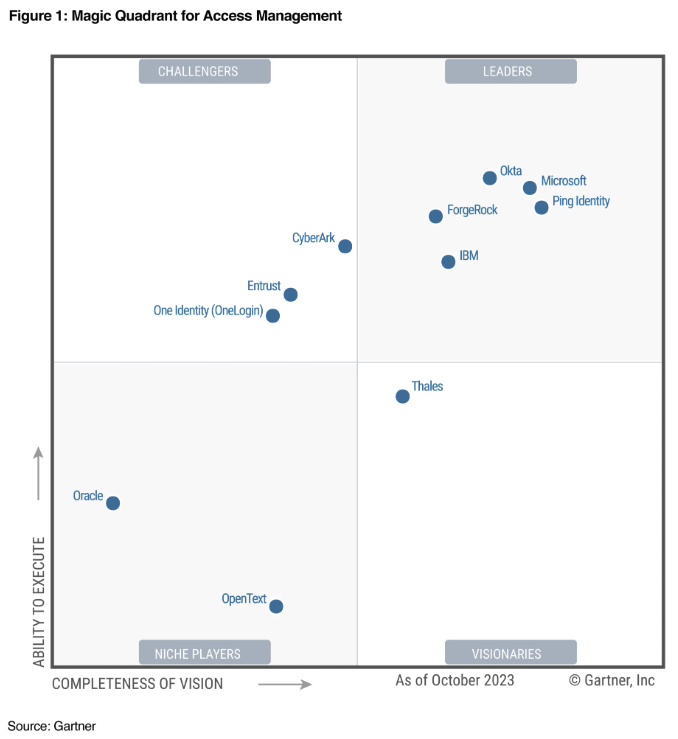 Figure 1: Magic Quadrant for Access Management
CHALLENGERS
LEADERS
Okta
Microsoft
Ping Identity
ForgeRock
CyberArk
IBM
Entrust
One Identity (OneLogin)
Thales
Oracle
OpenText
ABILITY TO EXECUTE
NICHE PLAYERS
VISIONARIES
COMPLETENESS OF VISION
As of October 2023
© Gartner, Inc
Source: Gartner